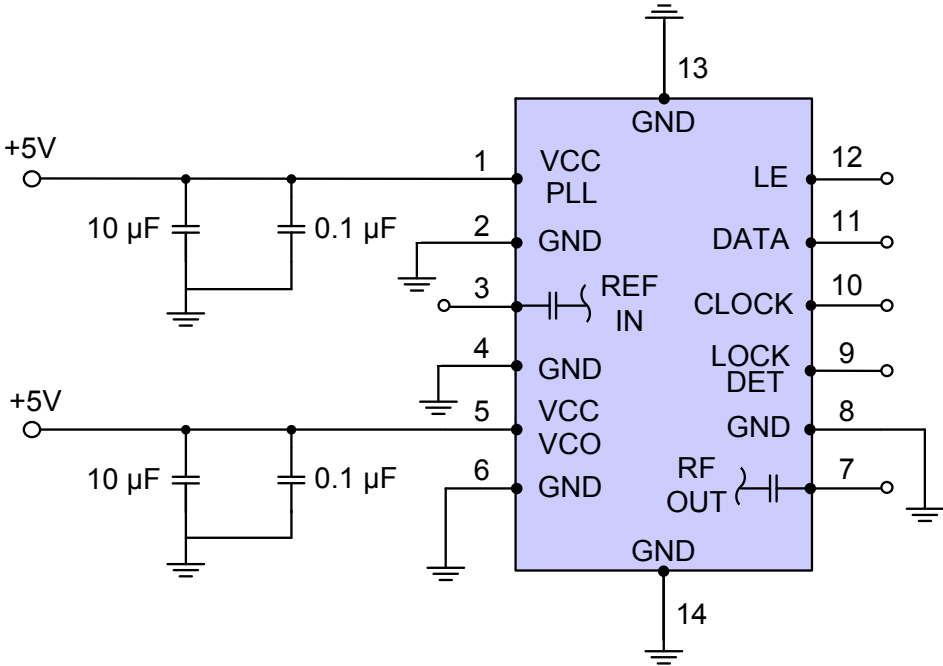 13
GND
+5V
1
VCC
PLL
12
LE
10 µF
0.1 µF
2
GND
11
DATA
3
REF
IN
10
CLOCK
4
GND
9
LOCK
DET
+5V
5
VCC
VCO
8
GND
10 µF
0.1 µF
6
GND
7
RF
OUT
GND
14